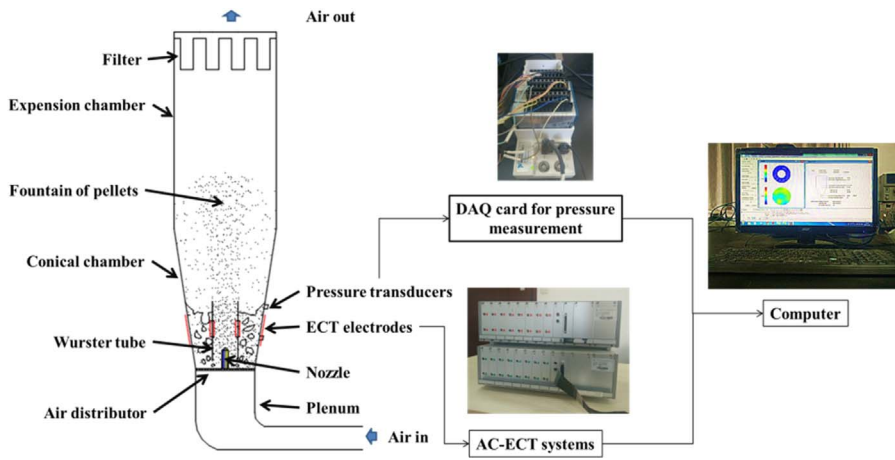 Air out
Filter
Expension chamber
Fountain of pellets
DAQ card for pressure
measurement
Conical chamber
Pressure transducers
Computer
ECT electrodes
Wurster tube
Nozzle
Air distributor
Plenum
Air in
AC-ECT systems